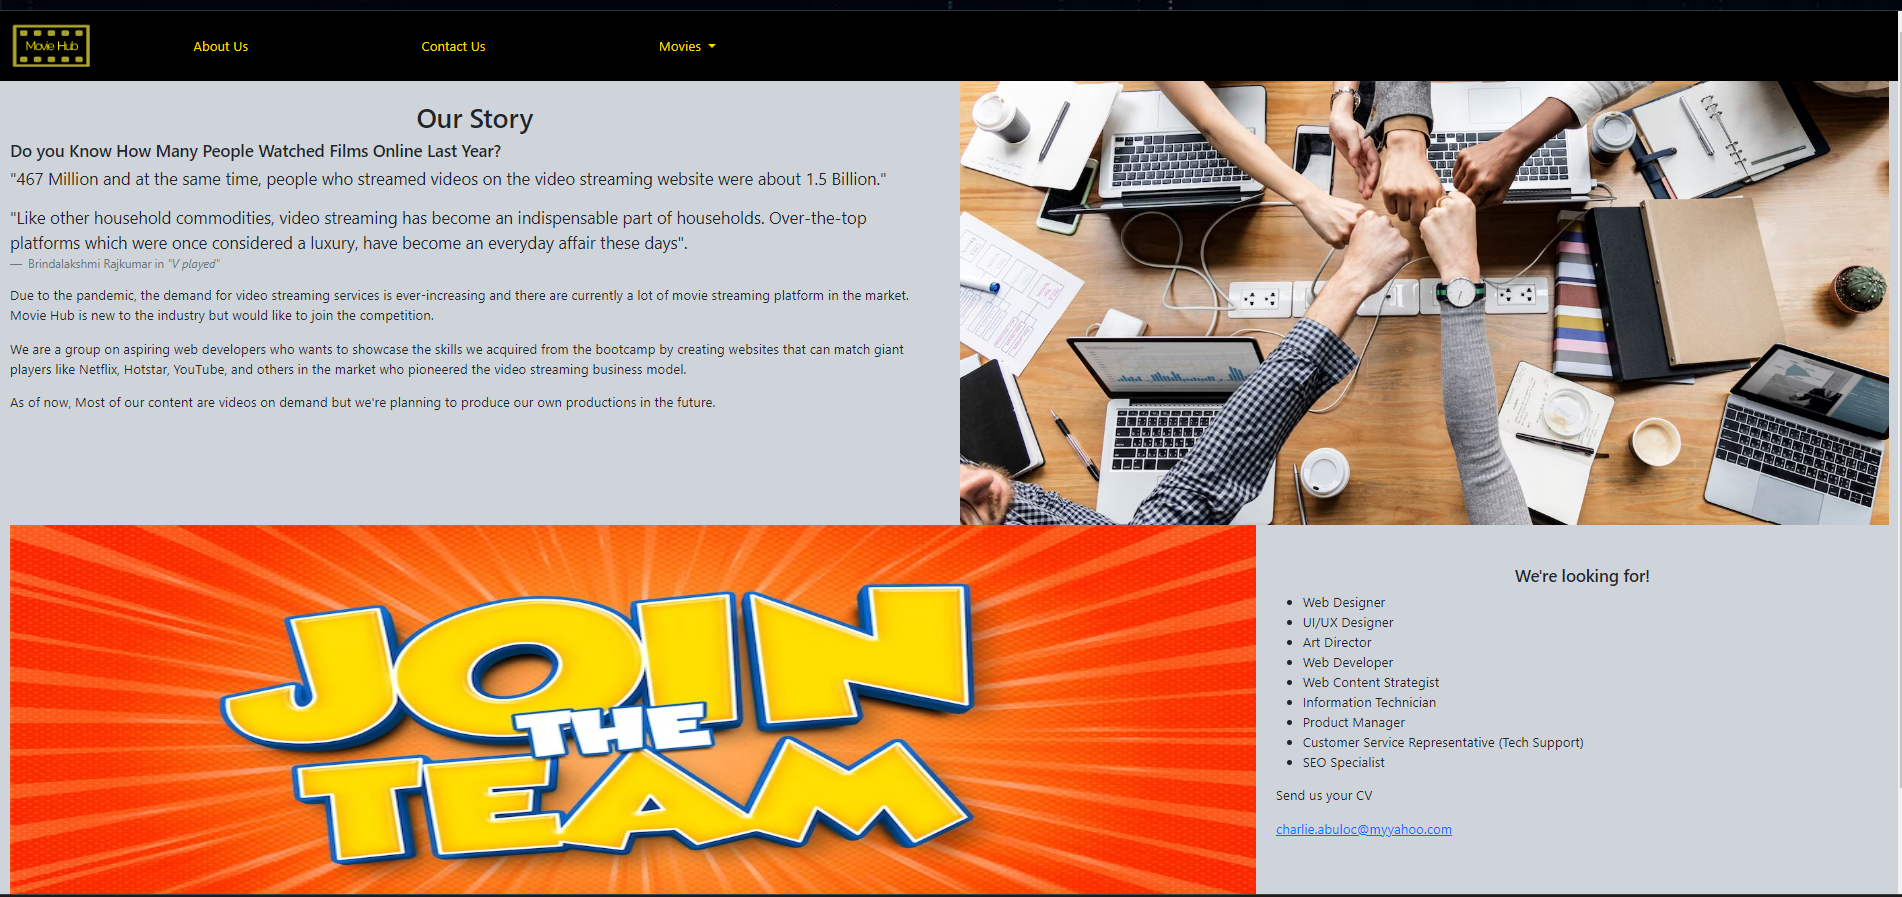 Movie Hub
About Us
Contact Us
Movies
Our Story
Do you Know How Many People Watched Films Online Last Year?
"467 Million and at the same time, people who streamed videos on the video streaming website were about 1.5 Billion."
"Like other household commodities, video streaming has become an indispensable part of households. Over-the-top
platforms which were once considered a luxury, have become an everyday affair these days".
— Brindalakshmi Rajkumar in "V played"
Due to the pandemic, the demand for video streaming services is ever-increasing and there are currently a lot of movie streaming platform in the market.
Movie Hub is new to the industry but would like to join the competition.
We are a group on aspiring web developers who wants to showcase the skills we acquired from the bootcamp by creating websites that can match giant
players like Netflix, Hotstar, YouTube, and others in the market who pioneered the video streaming business model.
As of now, Most of our content are videos on demand but we're planning to produce our own productions in the future.
JOIN
THE
TEAM
We're looking for!
Web Designer
UI/UX Designer
Art Director
Web Developer
Web Content Strategist
Information Technician
Product Manager
Customer Service Representative (Tech Support)
SEO Specialist
Send us your CV
charlie.abuloc@myyahoo.com